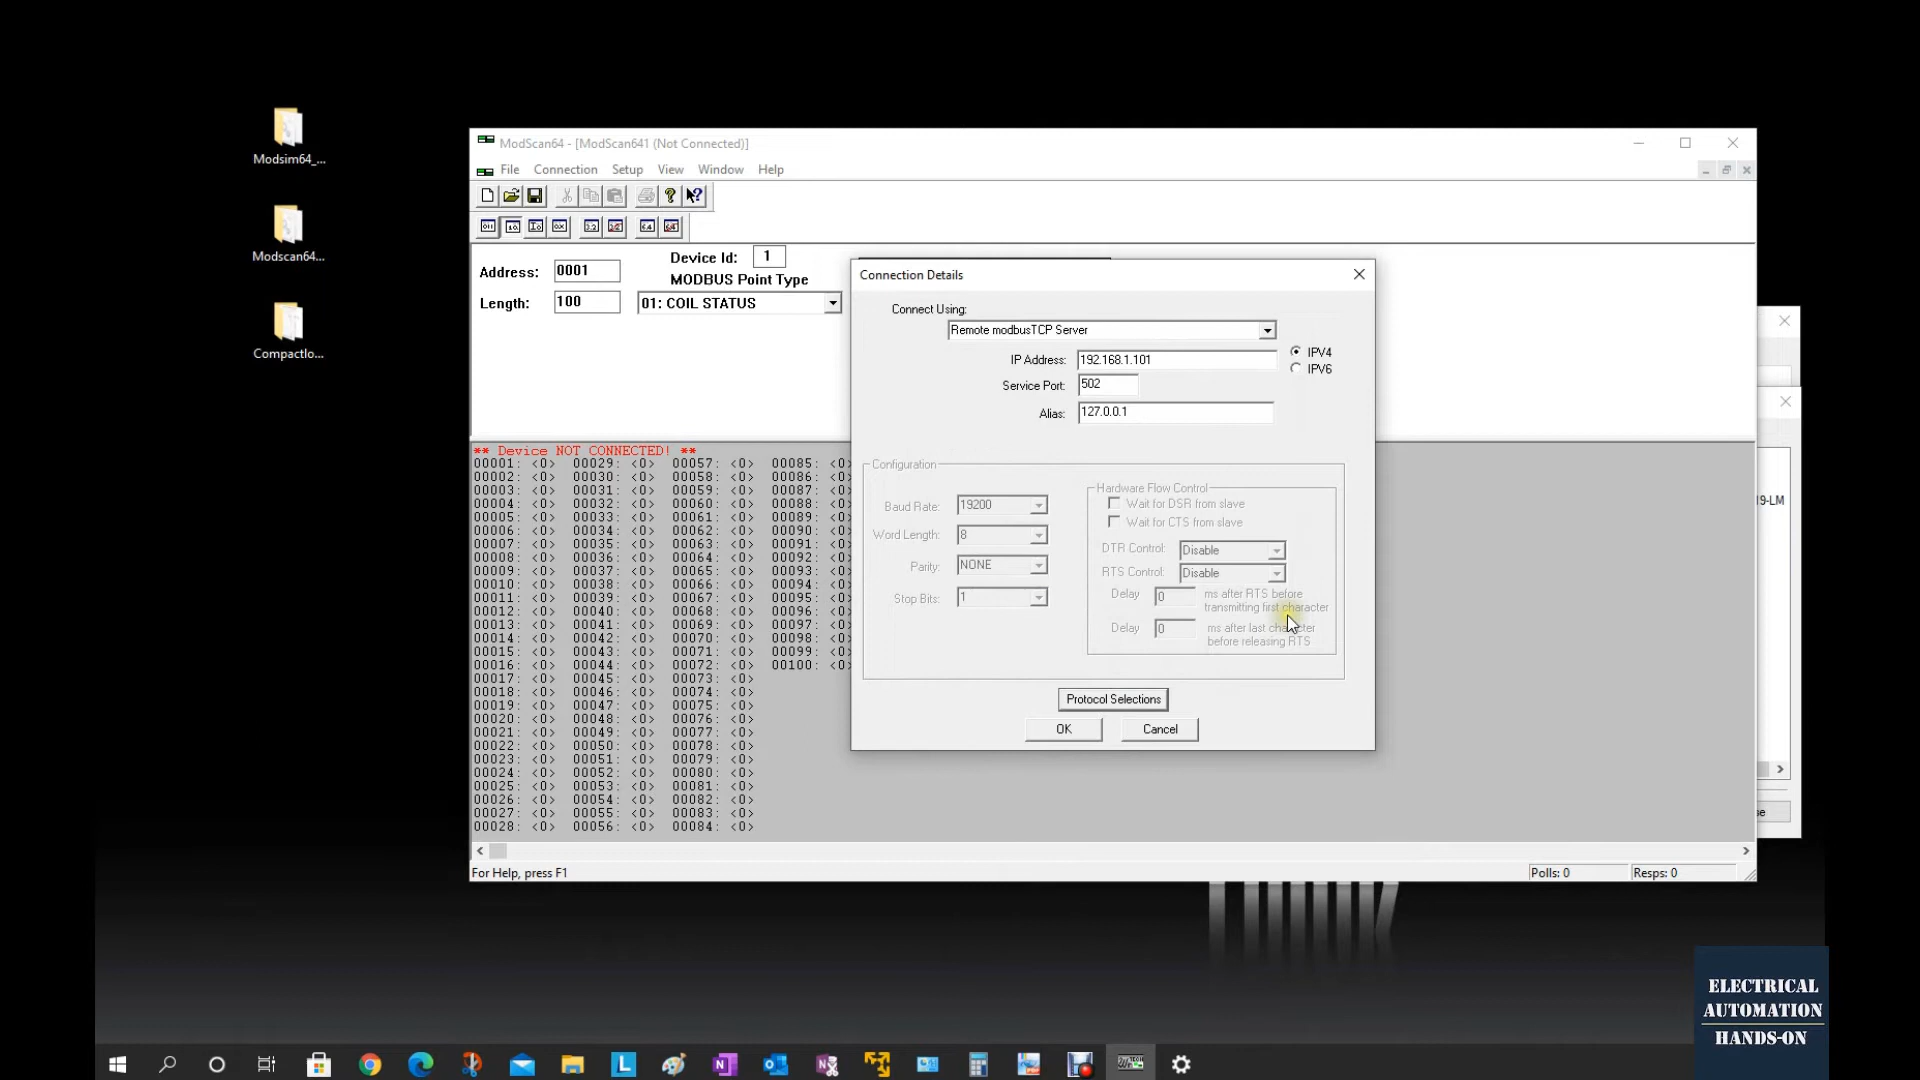 Modsim64_...
Modscan64...
Compactlo...
ModScan64 - [ModScan641 (Not Connected)]
File Connection Setup View Window Help
Address: 0001
Device Id: 1
MODBUS Point Type
Length: 100
01: COIL STATUS
** Device NOT CONNECTED! **
00001: <0> 00029: <0> 00057: <0> 00085: <0>
00002: <0> 00030: <0> 00058: <0> 00086: <0>
00003: <0> 00031: <0> 00059: <0> 00087: <0>
00004: <0> 00032: <0> 00060: <0> 00088: <0>
00005: <0> 00033: <0> 00061: <0> 00089: <0>
00006: <0> 00034: <0> 00062: <0> 00090: <0>
00007: <0> 00035: <0> 00063: <0> 00091: <0>
00008: <0> 00036: <0> 00064: <0> 00092: <0>
00009: <0> 00037: <0> 00065: <0> 00093: <0>
00010: <0> 00038: <0> 00066: <0> 00094: <0>
00011: <0> 00039: <0> 00067: <0> 00095: <0>
00012: <0> 00040: <0> 00068: <0> 00096: <0>
00013: <0> 00041: <0> 00069: <0> 00097: <0>
00014: <0> 00042: <0> 00070: <0> 00098: <0>
00015: <0> 00043: <0> 00071: <0> 00099: <0>
00016: <0> 00044: <0> 00072: <0> 00100: <0>
00017: <0> 00045: <0> 00073: <0>
00018: <0> 00046: <0> 00074: <0>
00019: <0> 00047: <0> 00075: <0>
00020: <0> 00048: <0> 00076: <0>
00021: <0> 00049: <0> 00077: <0>
00022: <0> 00050: <0> 00078: <0>
00023: <0> 00051: <0> 00079: <0>
00024: <0> 00052: <0> 00080: <0>
00025: <0> 00053: <0> 00081: <0>
00026: <0> 00054: <0> 00082: <0>
00027: <0> 00055: <0> 00083: <0>
00028: <0> 00056: <0> 00084: <0>
For Help, press F1
Polls: 0
Resps: 0
Connection Details
Connect Using:
Remote modbusTCP Server
IP Address: 192.168.1.101
IPV4
IPV6
Service Port: 502
Alias: 127.0.0.1
Configuration
Baud Rate: 19200
Word Length: 8
Parity: NONE
Stop Bits: 1
Hardware Flow Control
Wait for DSR from slave
Wait for CTS from slave
DTR Control: Disable
RTS Control: Disable
Delay 0 ms after RTS before
transmitting first character
Delay 0 ms after last character
before releasing RTS
Protocol Selections
OK
Cancel
9-LM
se
ELECTRICAL
AUTOMATION
HANDS-ON